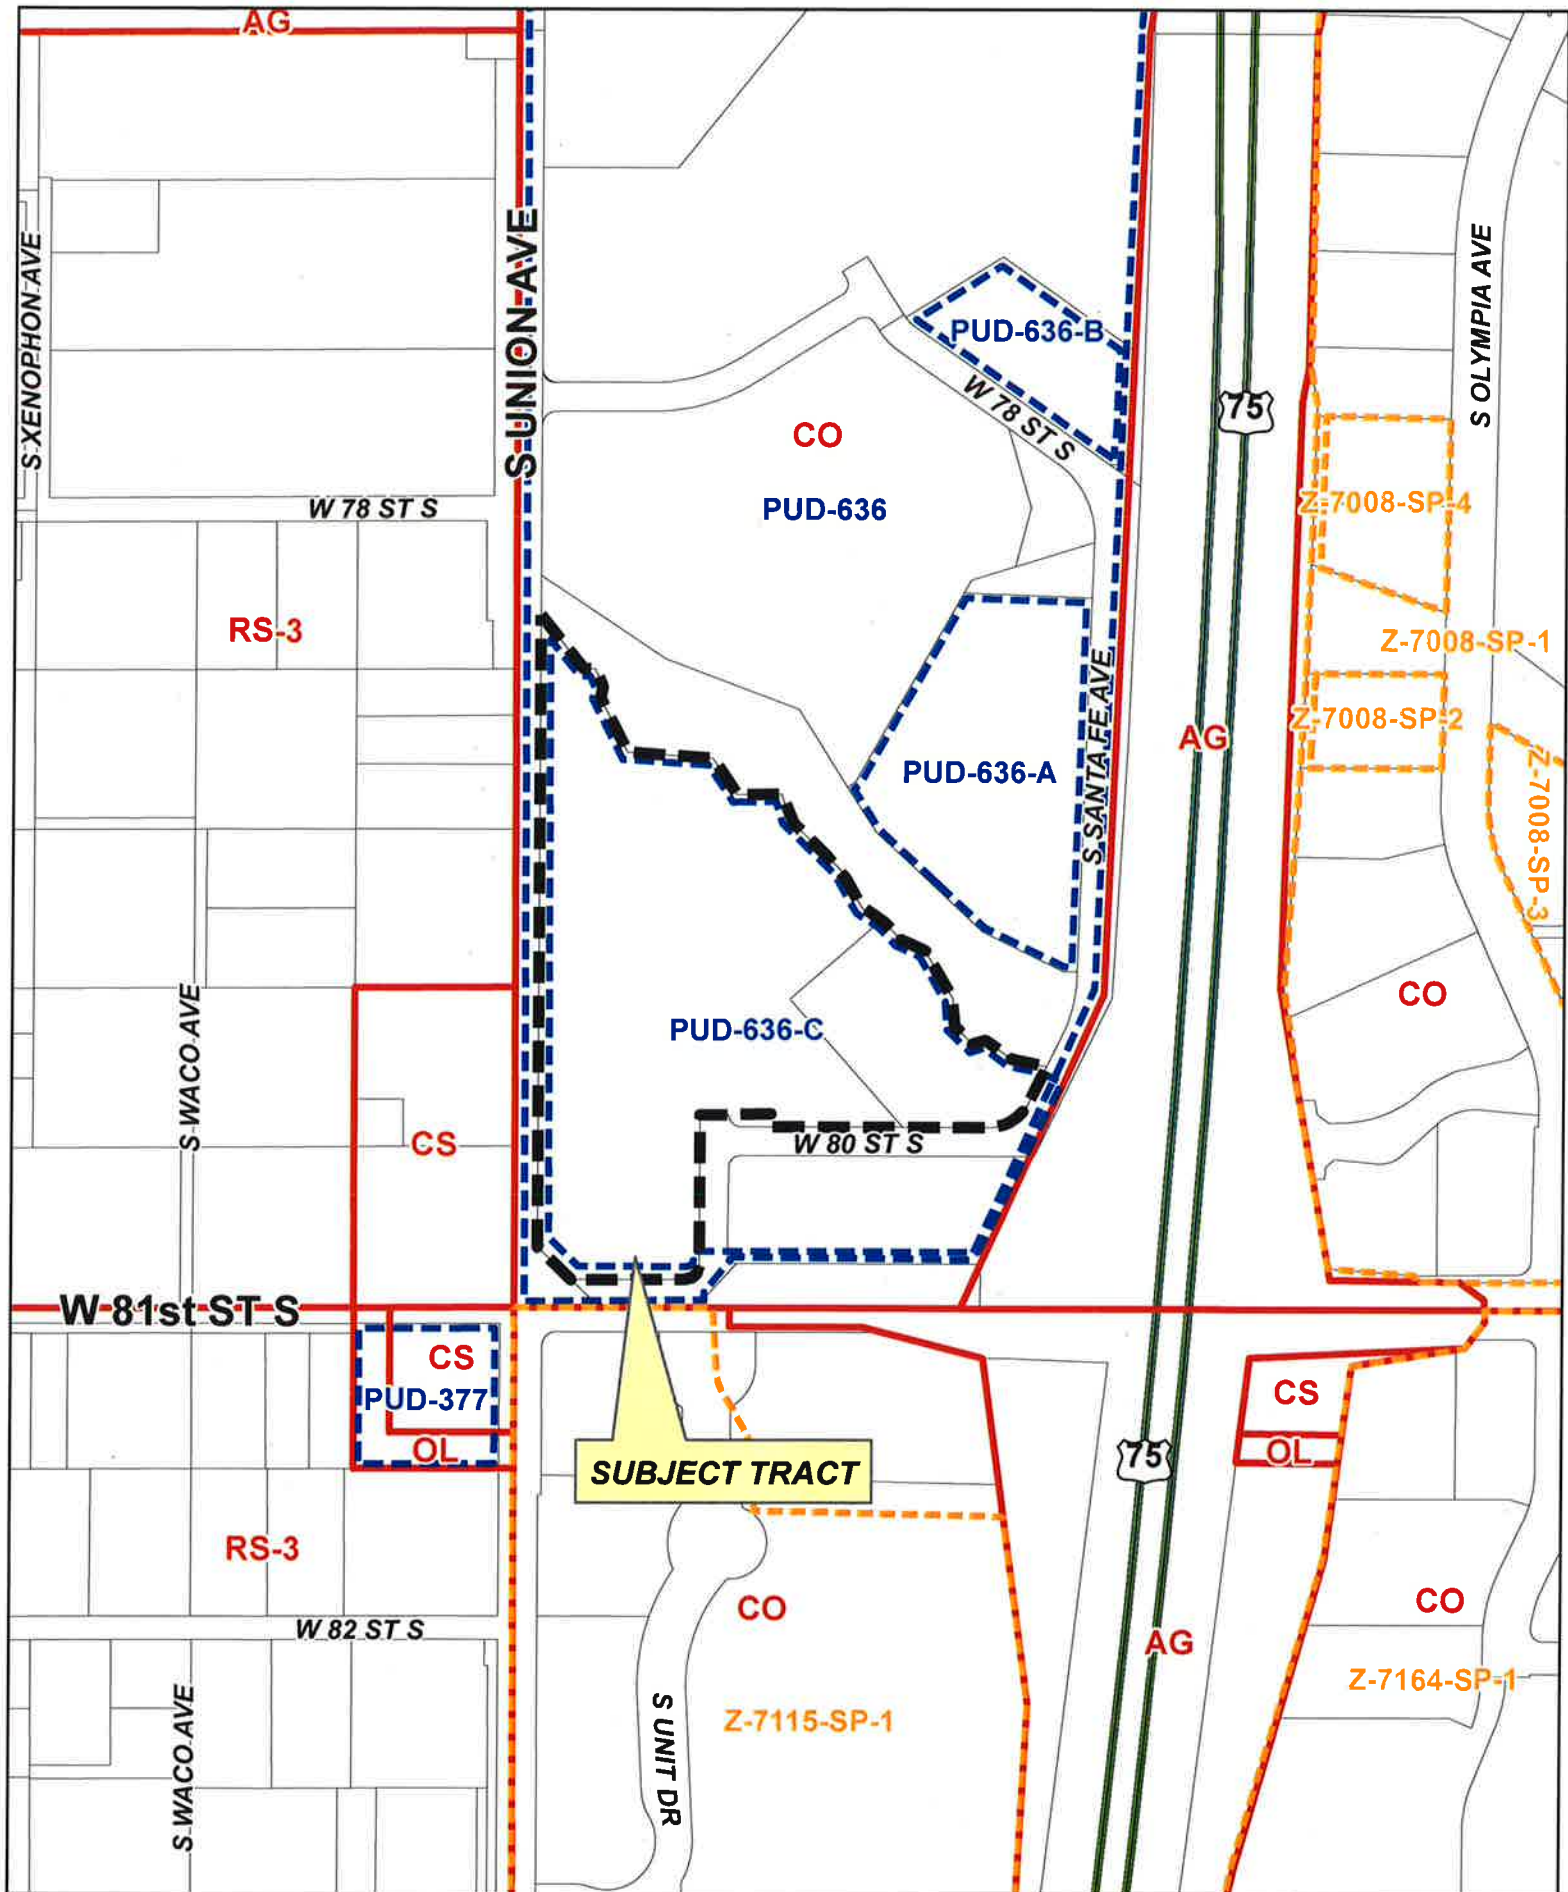 AG
S XENOPHON AVE
S UNION AVE
S OLYMPIA AVE
PUD-636-B
W 78 ST S
75
CO
PUD-636
Z-7008-SP-4
W 78 ST S
RS-3
Z-7008-SP-1
S SANTA FE AVE
Z-7008-SP-2
AG
PUD-636-A
Z-7008-SP-3
CO
PUD-636-C
S WACO AVE
CS
W 80 ST S
W 81st ST S
CS
PUD-377
OL
CS
OL
75
SUBJECT TRACT
RS-3
CO
CO
W 82 ST S
AG
Z-7164-SP-1
S WACO AVE
S UNIT DR
Z-7115-SP-1